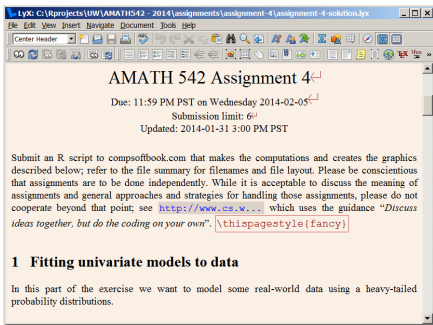 LyX: C:\Rprojects\UW\AMATH542 - 2014\assignments\assignment-4\assignment-4-solution.lyx
File Edit View Insert Navigate Document Tools Help
Center Header
AMATH 542 Assignment 4
Due: 11:59 PM PST on Wednesday 2014-02-05
Submission limit: 6
Updated: 2014-01-31 3:00 PM PST
Submit an R script to compsoftbook.com that makes the computations and creates the graphics
described below; refer to the file summary for filenames and file layout. Please be conscientious
that assignments are to be done independently. While it is acceptable to discuss the meaning of
assignments and general approaches and strategies for handling those assignments, please do not
cooperate beyond that point; see http://www.cs.w... which uses the guidance “Discuss
ideas together, but do the coding on your own”. \thispagestyle{fancy}
1 Fitting univariate models to data
In this part of the exercise we want to model some real-world data using a heavy-tailed
probability distributions.